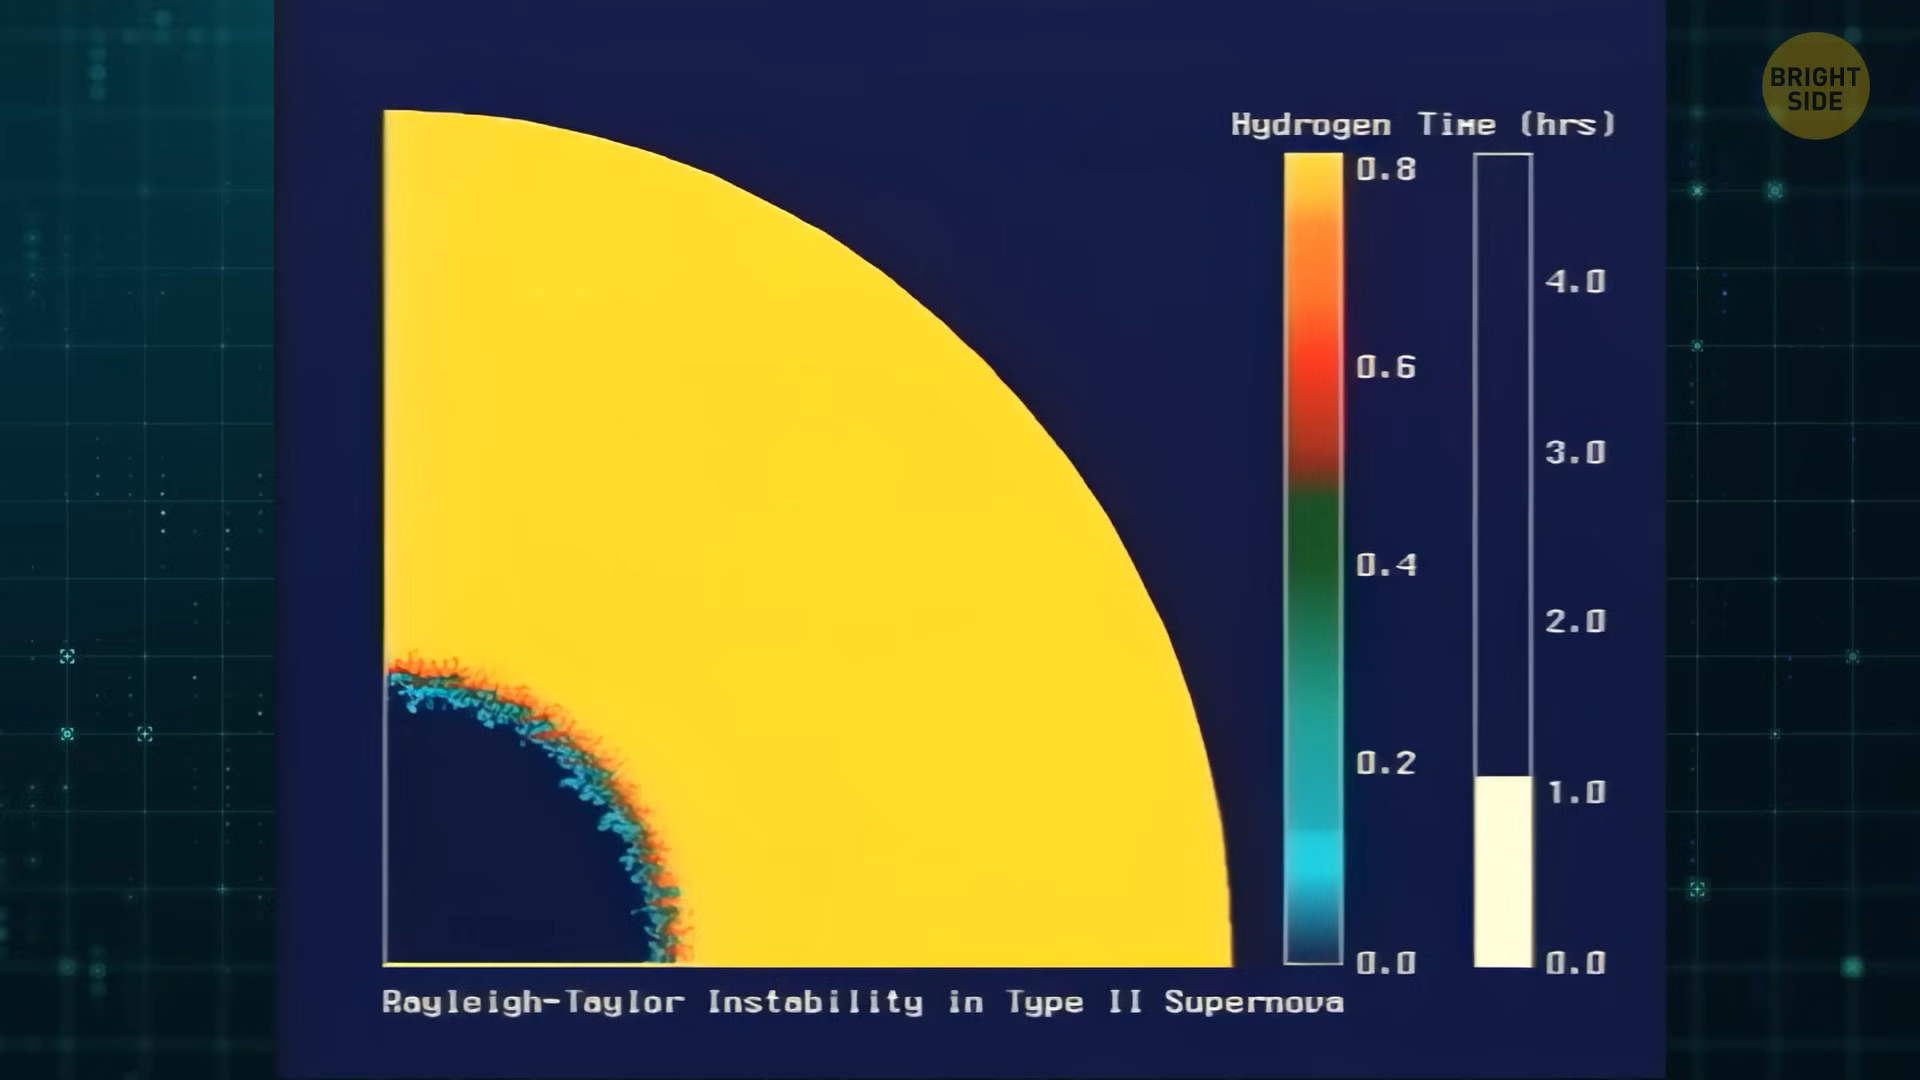 BRIGHT
SIDE
Hydrogen Time (hrs)
0.8
0.6
0.4
0.2
0.0
4.0
3.0
2.0
1.0
0.0
Rayleigh-Taylor Instability in Type II Supernova